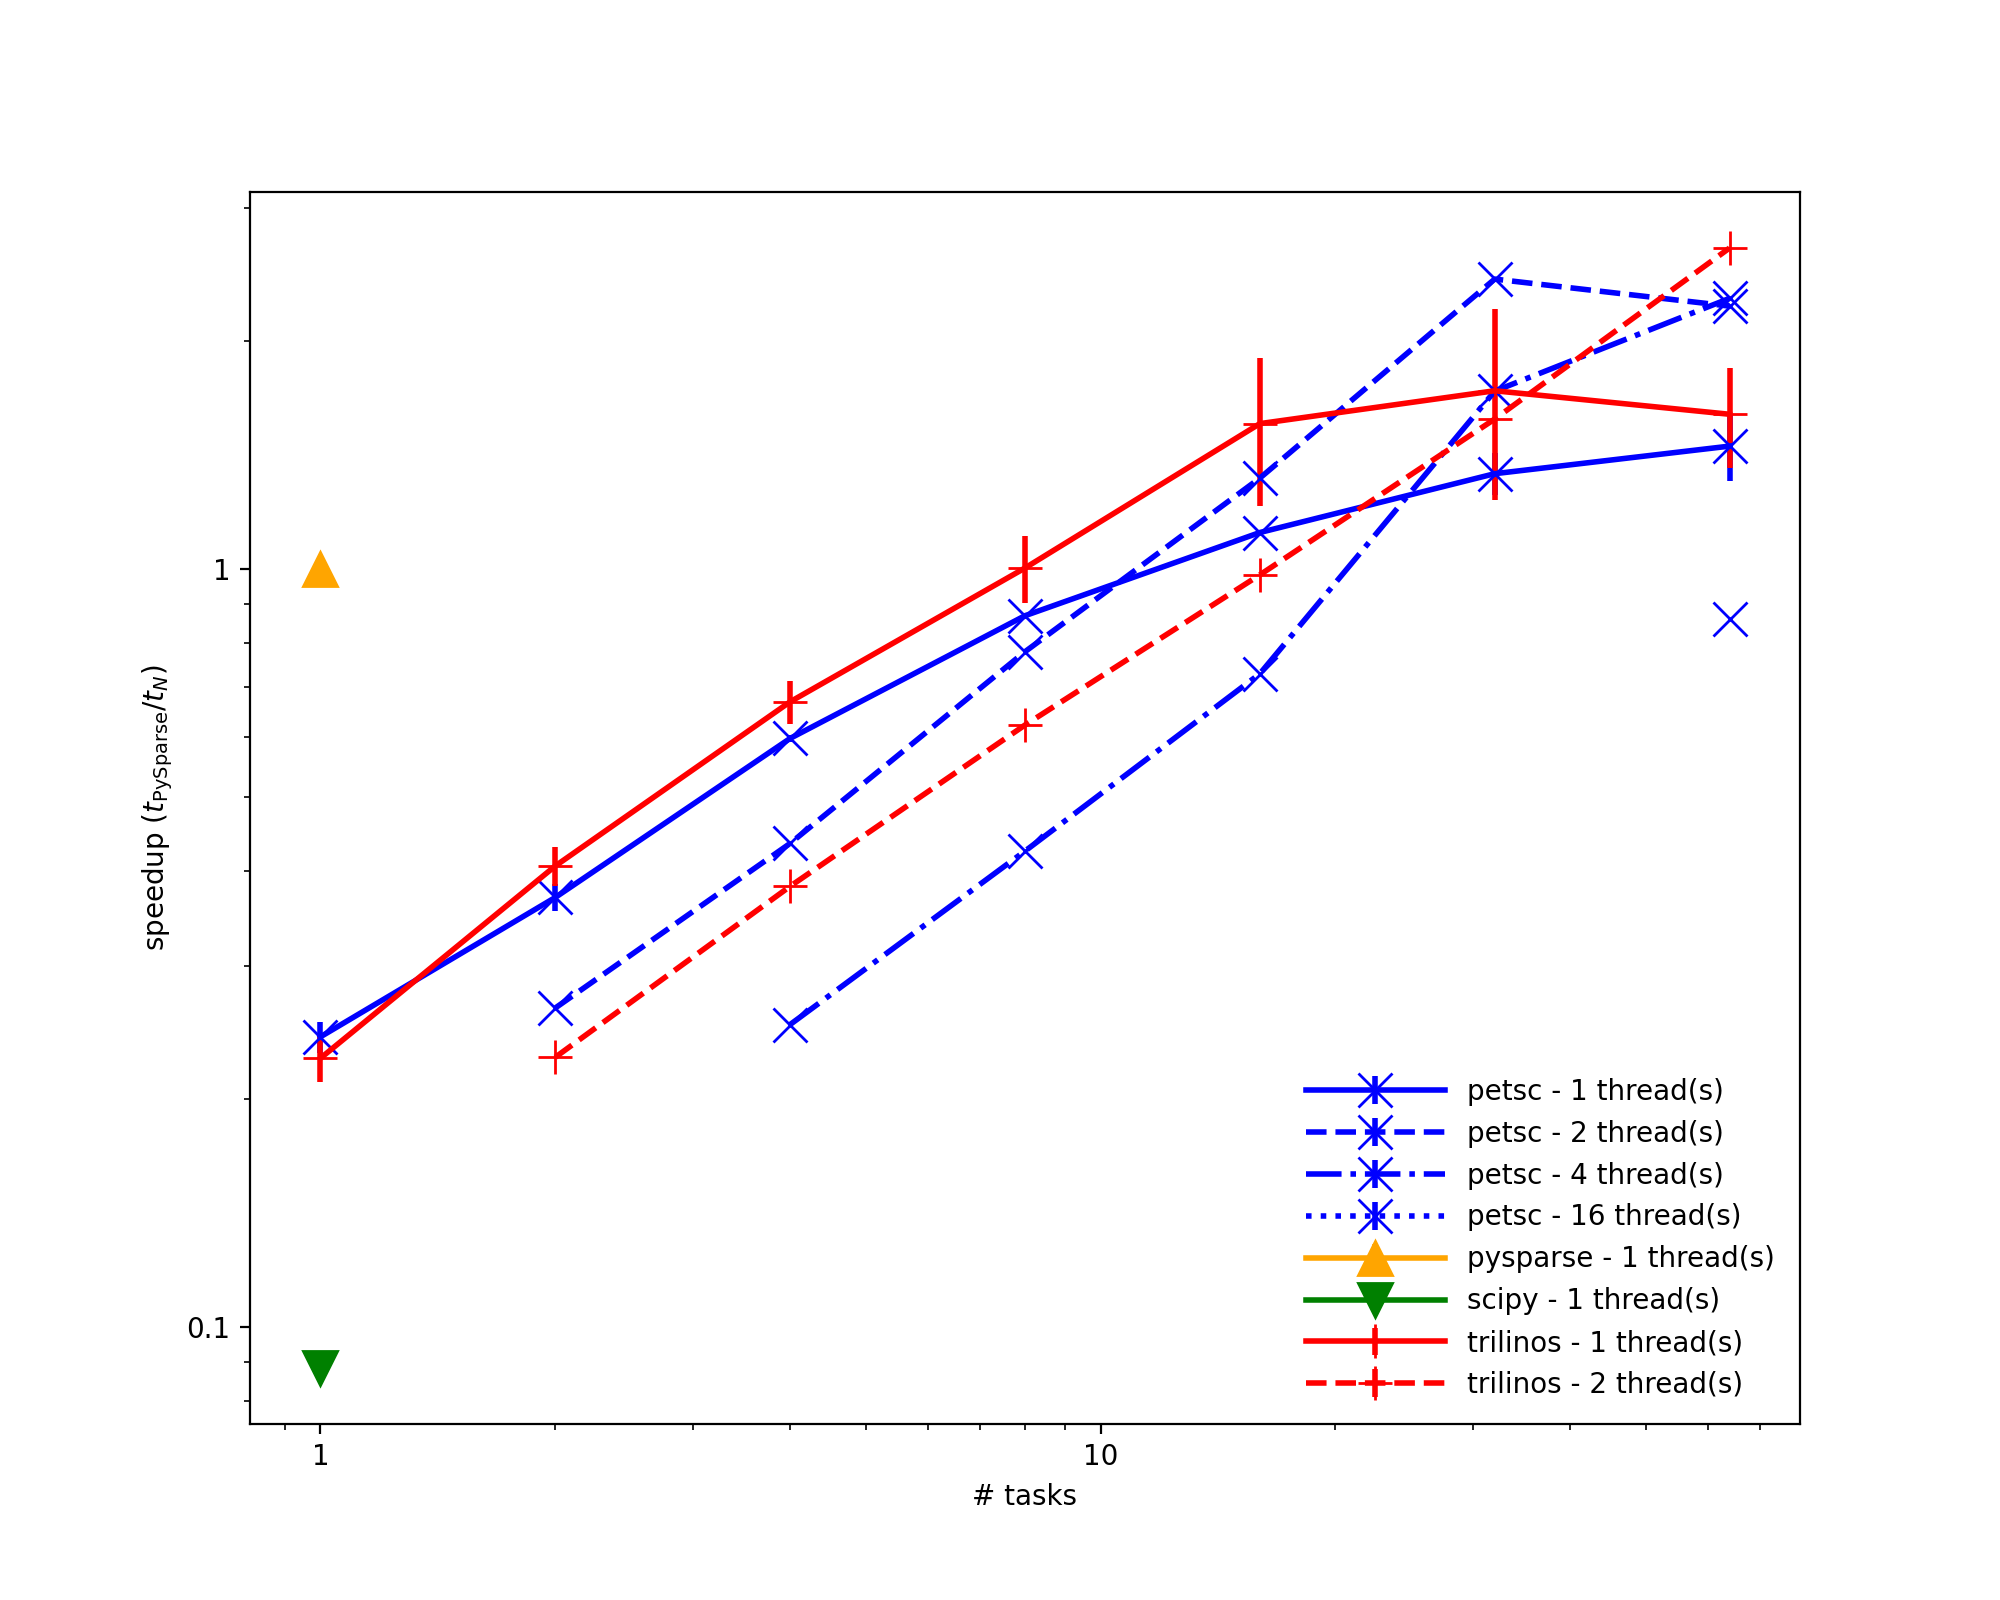 speedup (tPySparse/tN)
1
0.1
petsc - 1 thread(s)
petsc - 2 thread(s)
petsc - 4 thread(s)
petsc - 16 thread(s)
pysparse - 1 thread(s)
scipy - 1 thread(s)
trilinos - 1 thread(s)
trilinos - 2 thread(s)
1 10
# tasks